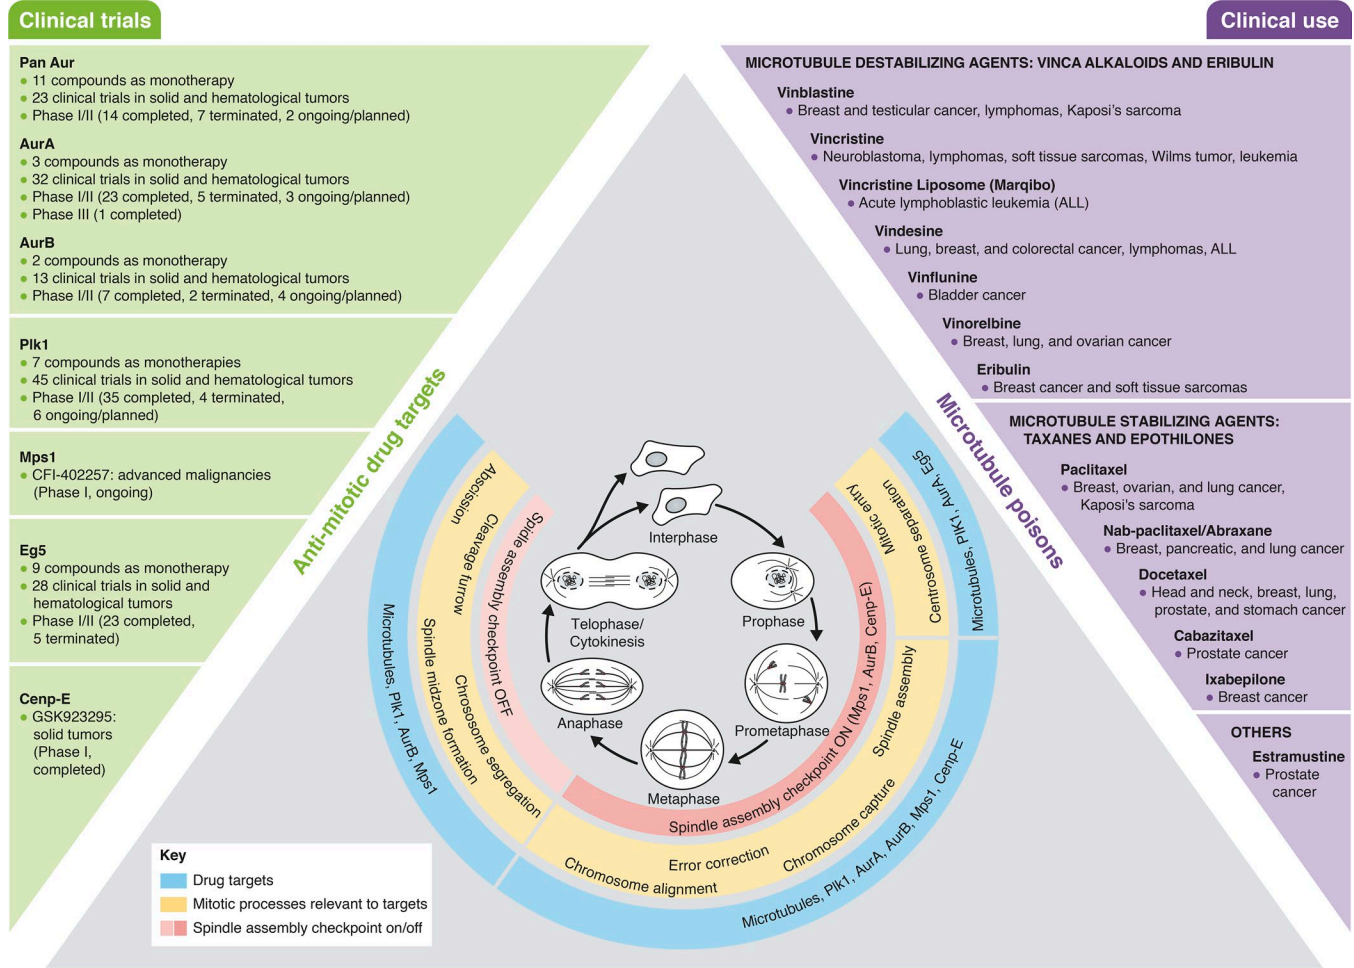 Clinical trials
Pan Aur
• 11 compounds as monotherapy
• 23 clinical trials in solid and hematological tumors
• Phase I/II (14 completed, 7 terminated, 2 ongoing/planned)
AurA
• 3 compounds as monotherapy
• 32 clinical trials in solid and hematological tumors
• Phase I/II (23 completed, 5 terminated, 3 ongoing/planned)
• Phase III (1 completed)
AurB
• 2 compounds as monotherapy
• 13 clinical trials in solid and hematological tumors
• Phase I/II (7 completed, 2 terminated, 4 ongoing/planned)
Plk1
• 7 compounds as monotherapies
• 45 clinical trials in solid and hematological tumors
• Phase I/II (35 completed, 4 terminated,
6 ongoing/planned)
Mps1
• CFI-402257: advanced malignancies
(Phase I, ongoing)
Eg5
• 9 compounds as monotherapy
• 28 clinical trials in solid and
hematological tumors
• Phase I/II (23 completed,
5 terminated)
Cenp-E
• GSK923295:
solid tumors
(Phase I,
completed)
Anti-mitotic drug targets
Clinical use
MICROTUBULE DESTABILIZING AGENTS: VINCA ALKALOIDS AND ERIBULIN
Vinblastine
• Breast and testicular cancer, lymphomas, Kaposi's sarcoma
Vincristine
• Neuroblastoma, lymphomas, soft tissue sarcomas, Wilms tumor, leukemia
Vincristine Liposome (Marqibo)
• Acute lymphoblastic leukemia (ALL)
Vindesine
• Lung, breast, and colorectal cancer, lymphomas, ALL
Vinflunine
• Bladder cancer
Vinorelbine
• Breast, lung, and ovarian cancer
Eribulin
• Breast cancer and soft tissue sarcomas
MICROTUBULE STABILIZING AGENTS:
TAXANES AND EPOTHILONES
Paclitaxel
• Breast, ovarian, and lung cancer,
Kaposi's sarcoma
Nab-paclitaxel/Abraxane
• Breast, pancreatic, and lung cancer
Docetaxel
• Head and neck, breast, lung,
prostate, and stomach cancer
Cabazitaxel
• Prostate cancer
Ixabepilone
• Breast cancer
OTHERS
Estramustine
• Prostate
cancer
Microtubule poisons
Interphase
Prophase
Prometaphase
Metaphase
Anaphase
Telophase/
Cytokinesis
Spidle assembly checkpoint OFF
Spindle assembly checkpoint ON (Mps1, AurB, Cenp-E)
Abscission
Cleavage furrow
Spindle midzone formation
Chrososome segregation
Mitotic entry
Centrosome separation
Spindle assembly
Chromosome capture
Error correction
Chromosome alignment
Microtubules, Plk1, AurB, Mps1
Microtubules, PlK1, AurA, Eg5
Microtubules, Plk1, AurA, AurB, Mps1, Cenp-E
Key
Drug targets
Mitotic processes relevant to targets
Spindle assembly checkpoint on/off